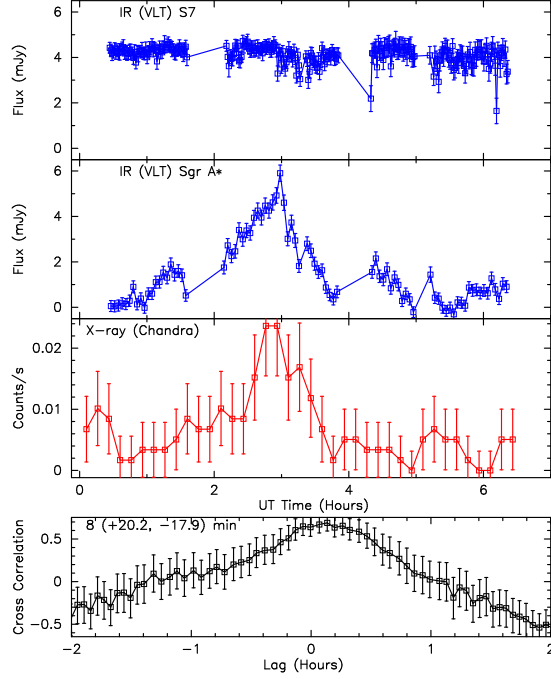 IR (VLT) S7
Flux (mJy)
6
4
2
0
IR (VLT) Sgr A*
Flux (mJy)
6
4
2
0
X-ray (Chandra)
Counts/s
0.02
0.01
0
0 2 4 6
UT Time (Hours)
8' (+20.2, -17.9) min
Cross Correlation
0.5
0
-0.5
-2 -1 0 1 2
Lag (Hours)